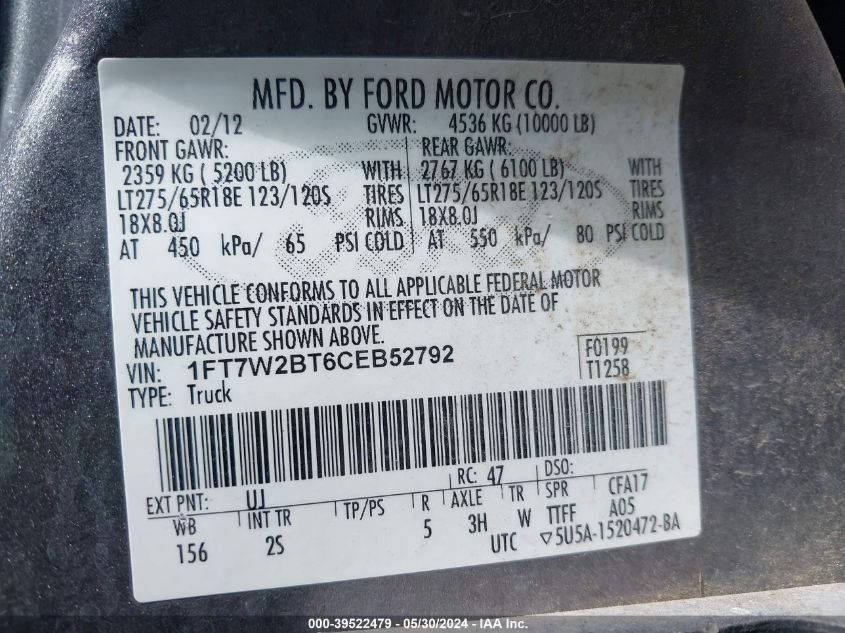 MFD. BY FORD MOTOR CO.
DATE: 02/12 GVWR: 4536 KG (10000 LB)
FRONT GAWR: REAR GAWR:
2359 KG ( 5200 LB) WITH 2767 KG ( 6100 LB) WITH
LT275/65R18E 123/120S TIRES LT275/65R18E 123/120S TIRES
18X8.0J RIMS 18X8.0J RIMS
AT 450 kPa/ 65 PSI COLD AT 550 kPa/ 80 PSI COLD
THIS VEHICLE CONFORMS TO ALL APPLICABLE FEDERAL MOTOR
VEHICLE SAFETY STANDARDS IN EFFECT ON THE DATE OF
MANUFACTURE SHOWN ABOVE.
VIN: 1FT7W2BT6CEB52792 F0199
TYPE: Truck T1258
EXT PNT: UJ RC: 47 DSO:
WB INT TR TP/PS R AXLE TR SPR CFA17
156 2S 5 3H W TTFF A05
UTC ▽5U5A-1520472-BA
000-39522479 - 05/30/2024 - IAA Inc.